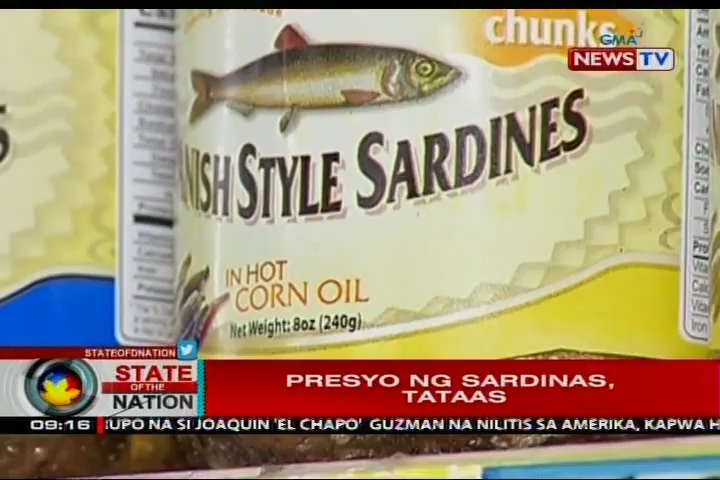 chunks
GMA
NEWS TV
NISH STYLE SARDINES
IN HOT
CORN OIL
Net Weight: 8oz (240g)
STATEOFDNATION
STATE
OF THE
NATION
PRESYO NG SARDINAS,
TATAAS
09:16
UPO NA SI JOAQUIN 'EL CHAPO' GUZMAN NA NILITIS SA AMERIKA, KAPWA H